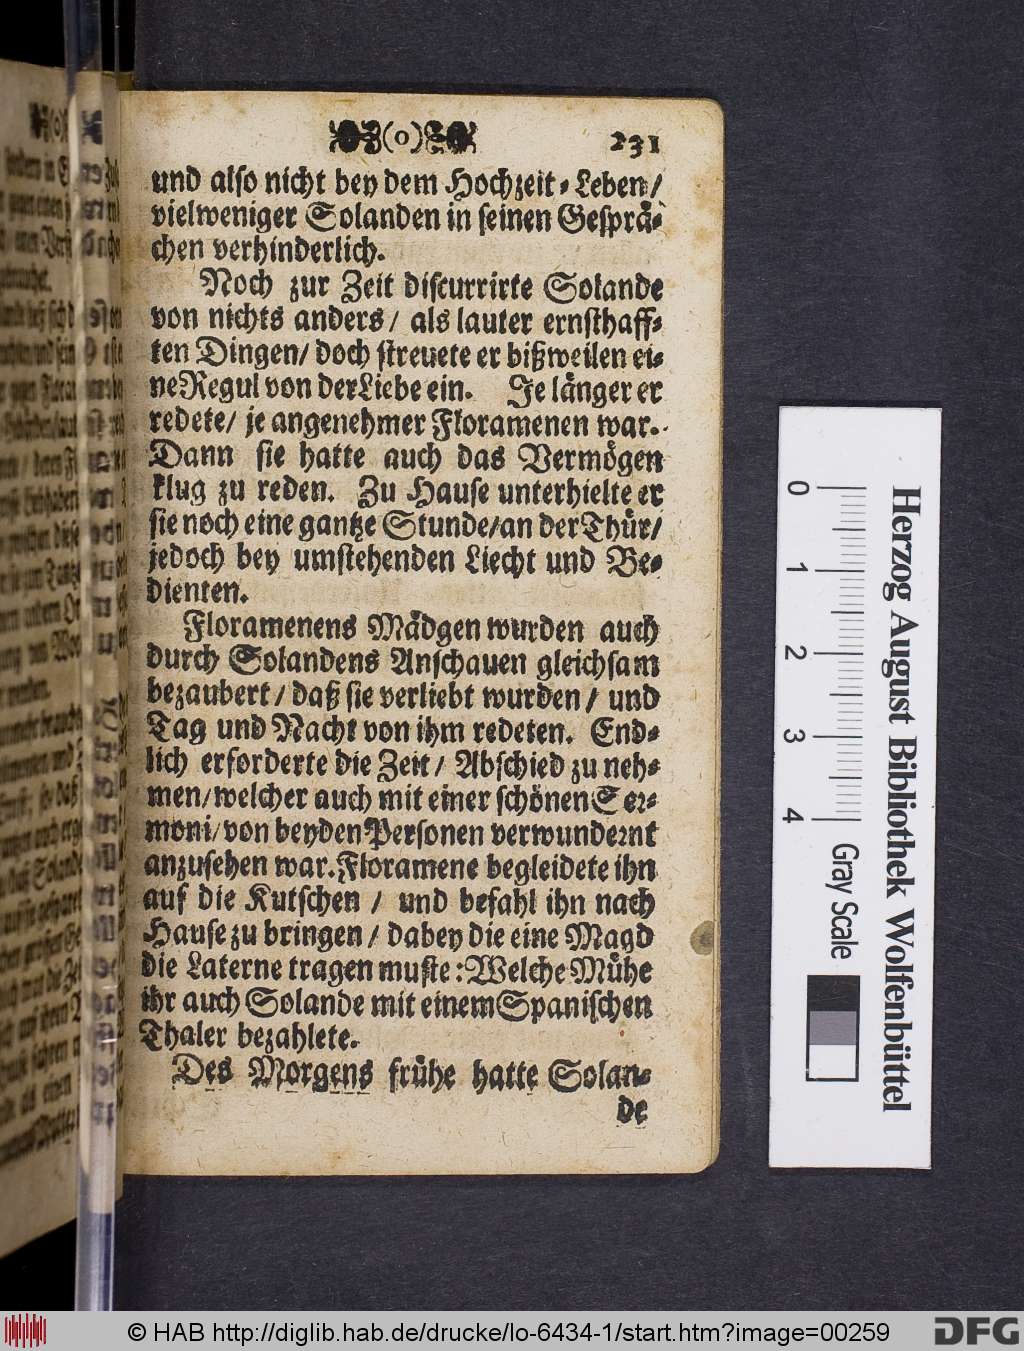 (o) 231
und also nicht bey dem Hochzeit-Leben/
vielweniger Solanden in seinen Gesprä-
chen verhinderlich.
Noch zur Zeit discurrirte Solande
von nichts anders/ als lauter ernsthaff-
ten Dingen/ doch streuete er bißweilen ei-
ne Regul von der Liebe ein. Je länger er
redete/ je angenehmer Floramenen war.
Dann sie hatte auch das Vermögen
klug zu reden. Zu Hause unterhielte er
sie noch eine gantze Stunde/an der Thür/
jedoch bey umstehenden Liecht und Be-
dienten.
Floramenens Mädgen wurden auch
durch Solandens Anschauen gleichsam
bezaubert/ daß sie verliebt wurden/ und
Tag und Nacht von ihm redeten. End-
lich erforderte die Zeit/ Abschied zu neh-
men/welcher auch mit einer schönen Cer-
moni/von beyden Personen verwundernt
anzusehen war. Floramene begleidete ihn
auf die Kutschen / und befahl ihn nach
Hause zu bringen/ dabey die eine Magd
die Laterne tragen muste: Welche Mühe
ihr auch Solande mit einem Spanischen
Thaler bezahlete.
Des Morgens frühe hatte Solan-
de
Herzog August Bibliothek Wolfenbüttel
0 1 2 3 4
Gray Scale
© HAB http://diglib.hab.de/drucke/lo-6434-1/start.htm?image=00259
DFG